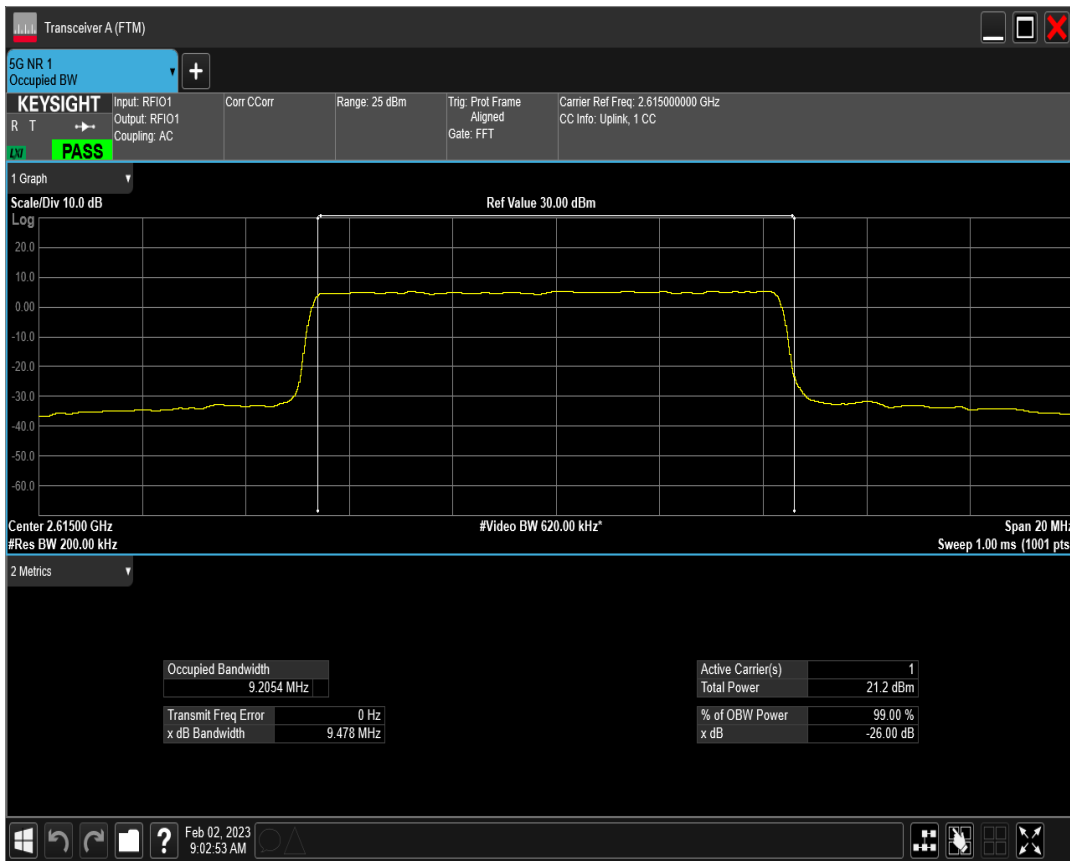 Transceiver A (FTM)
5G NR 1
Occupied BW
+
KEYSIGHT
R T
LXI
PASS
Input: RFIO1
Output: RFIO1
Coupling: AC
Corr CCorr
Range: 25 dBm
Trig: Prot Frame
Aligned
Gate: FFT
Carrier Ref Freq: 2.615000000 GHz
CC Info: Uplink, 1 CC
1 Graph
Scale/Div 10.0 dB
Ref Value 30.00 dBm
Log
20.0
10.0
0.00
-10.0
-20.0
-30.0
-40.0
-50.0
-60.0
Center 2.61500 GHz
#Video BW 620.00 kHz*
Span 20 MHz
#Res BW 200.00 kHz
Sweep 1.00 ms (1001 pts
2 Metrics
Occupied Bandwidth
9.2054 MHz
Transmit Freq Error 0 Hz
x dB Bandwidth 9.478 MHz
Active Carrier(s) 1
Total Power 21.2 dBm
% of OBW Power 99.00 %
x dB -26.00 dB
?
Feb 02, 2023
9:02:53 AM